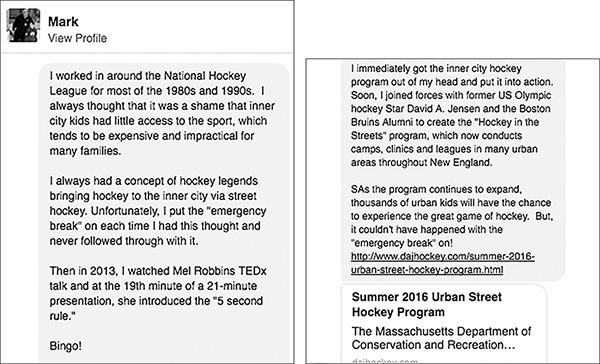 Mark
View Profile
I worked in around the National Hockey
League for most of the 1980s and 1990s.  I
always thought that it was a shame that inner
city kids had little access to the sport, which
tends to be expensive and impractical for
many families.
I always had a concept of hockey legends
bringing hockey to the inner city via street
hockey. Unfortunately, I put the "emergency
break" on each time I had this thought and
never followed through with it.
Then in 2013, I watched Mel Robbins TEDx
talk and at the 19th minute of a 21-minute
presentation, she introduced the "5 second
rule."
Bingo!
I immediately got the inner city hockey
program out of my head and put it into action.
Soon, I joined forces with former US Olympic
hockey Star David A. Jensen and the Boston
Bruins Alumni to create the "Hockey in the
Streets" program, which now conducts
camps, clinics and leagues in many urban
areas throughout New England.
SAs the program continues to expand,
thousands of urban kids will have the chance
to experience the great game of hockey.  But,
it couldn't have happened with the
"emergency break" on!
http://www.dajhockey.com/summer-2016-
urban-street-hockey-program.html
Summer 2016 Urban Street
Hockey Program
The Massachusetts Department of
Conservation and Recreation...
dajhockey.com